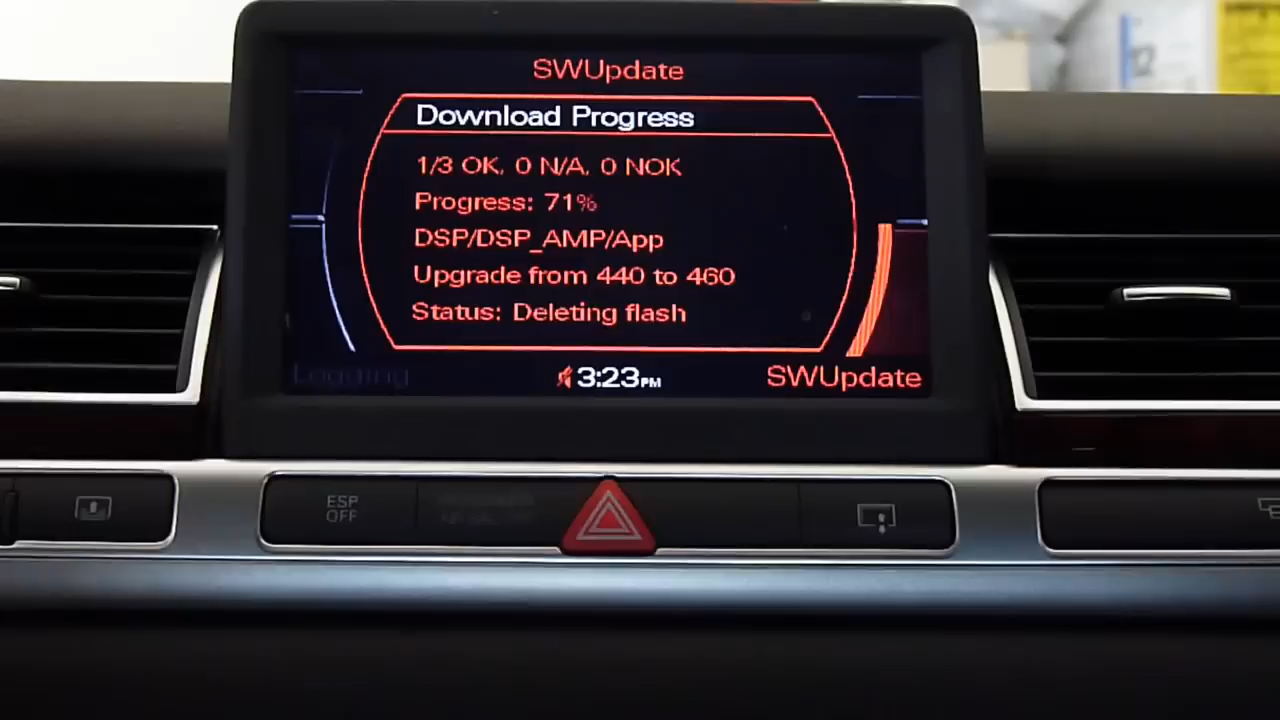 SWUpdate
Download Progress
1/3 OK, 0 N/A, 0 NOK
Progress: 71%
DSP/DSP_AMP/App
Upgrade from 440 to 460
Status: Deleting flash
Logging
3:23PM
SWUpdate
ESP
OFF